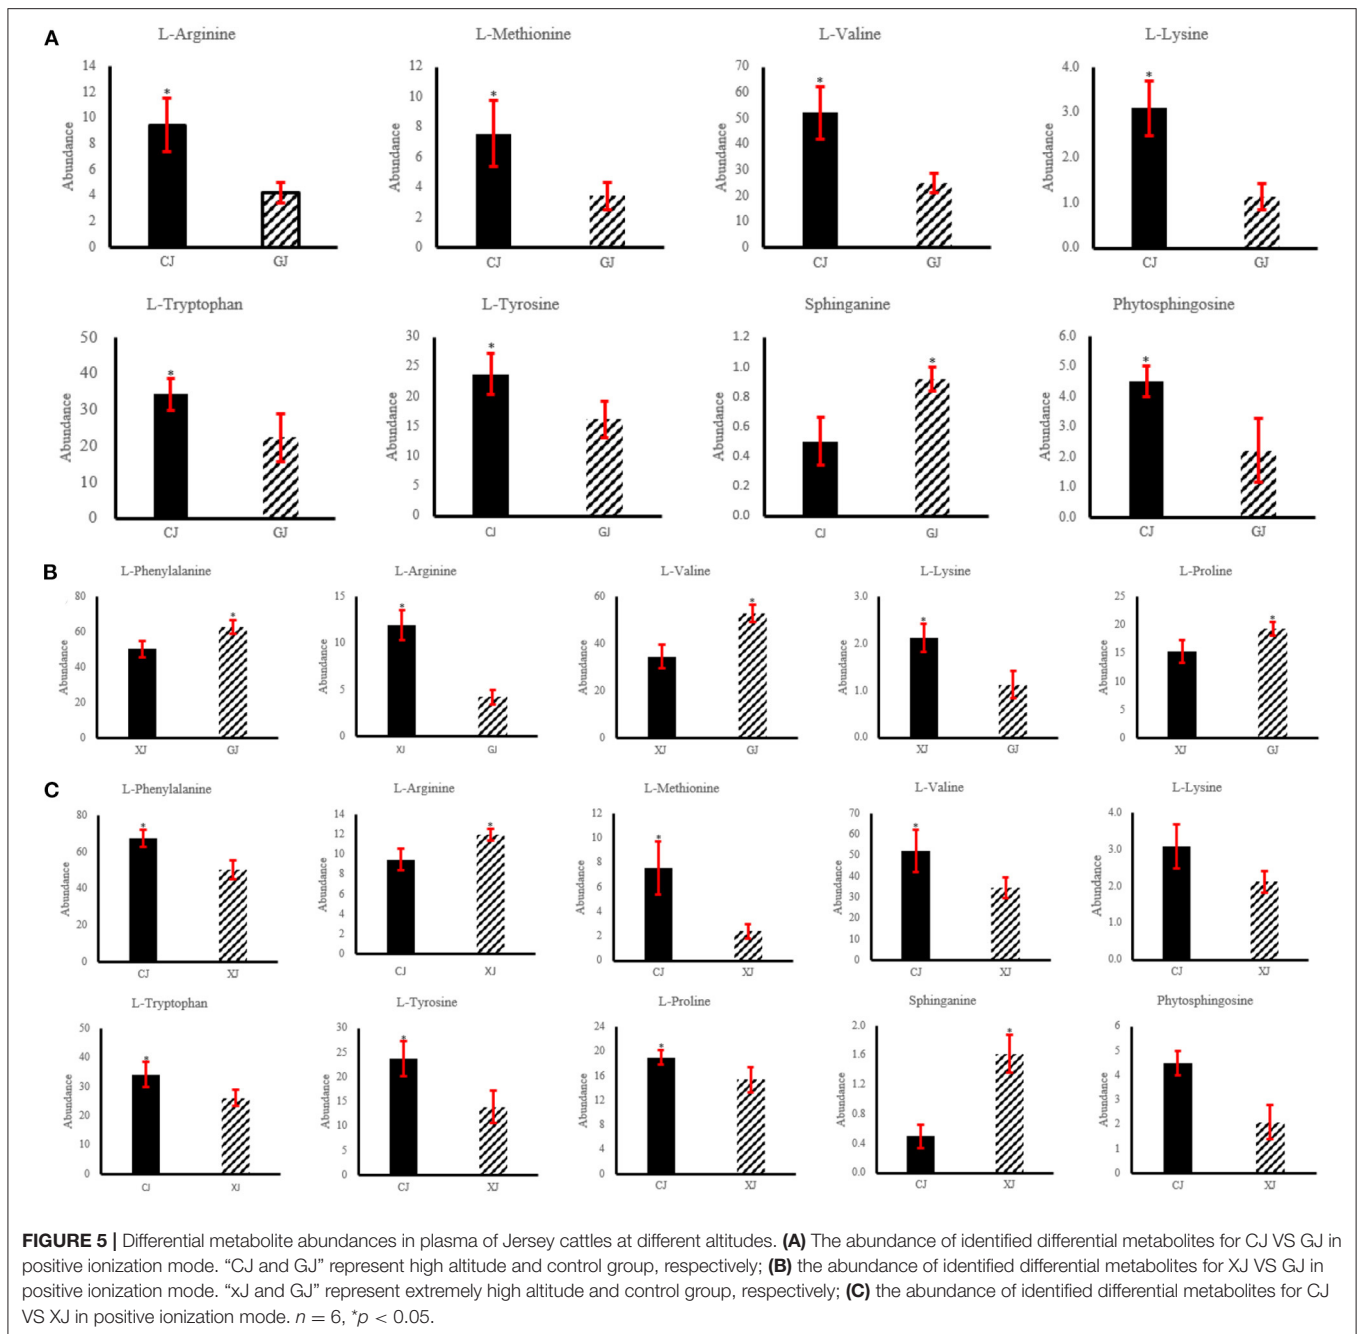 A
L-Arginine
L-Methionine
L-Valine
L-Lysine
Abundance
14
12
10
8
6
4
2
0
*
CJ
GJ
Abundance
12
10
8
6
4
2
0
*
CJ
GJ
Abundance
70
60
50
40
30
20
10
0
*
CJ
GJ
Abundance
4.0
3.0
2.0
1.0
0.0
*
CJ
GJ
L-Tryptophan
L-Tyrosine
Sphinganine
Phytosphingosine
Abundance
50
40
30
20
10
0
*
CJ
GJ
Abundance
30
25
20
15
10
5
0
*
CJ
GJ
Abundance
1.2
1.0
0.8
0.6
0.4
0.2
0.0
*
CJ
GJ
Abundance
6.0
5.0
4.0
3.0
2.0
1.0
0.0
*
CJ
GJ
B
L-Phenylalanine
L-Arginine
L-Valine
L-Lysine
L-Proline
Abundance
80
60
40
20
0
*
XJ
GJ
Abundance
15
10
5
0
*
XJ
GJ
Abundance
60
40
20
0
*
XJ
GJ
Abundance
3.0
2.0
1.0
0.0
*
XJ
GJ
Abundance
25
20
15
10
5
0
*
XJ
GJ
C
L-Phenylalanine
L-Arginine
L-Methionine
L-Valine
L-Lysine
Abundance
80
60
40
20
0
*
CJ
XJ
Abundance
14
12
10
8
6
4
2
0
*
CJ
XJ
Abundance
12
10
8
6
4
2
0
*
CJ
XJ
Abundance
70
60
50
40
30
20
10
0
*
CJ
XJ
Abundance
4.0
3.0
2.0
1.0
0.0
CJ
XJ
L-Tryptophan
L-Tyrosine
L-Proline
Sphinganine
Phytosphingosine
Abundance
50
40
30
20
10
0
*
CJ
XJ
Abundance
30
25
20
15
10
5
0
*
CJ
XJ
Abundance
24
20
16
12
8
4
0
*
CJ
XJ
Abundance
2.0
1.6
1.2
0.8
0.4
0.0
*
CJ
XJ
Abundance
6
5
4
3
2
1
0
CJ
XJ
FIGURE 5 | Differential metabolite abundances in plasma of Jersey cattles at different altitudes. (A) The abundance of identified differential metabolites for CJ VS GJ in
positive ionization mode. “CJ and GJ” represent high altitude and control group, respectively; (B) the abundance of identified differential metabolites for XJ VS GJ in
positive ionization mode. “xJ and GJ” represent extremely high altitude and control group, respectively; (C) the abundance of identified differential metabolites for CJ
VS XJ in positive ionization mode. n = 6, *p < 0.05.